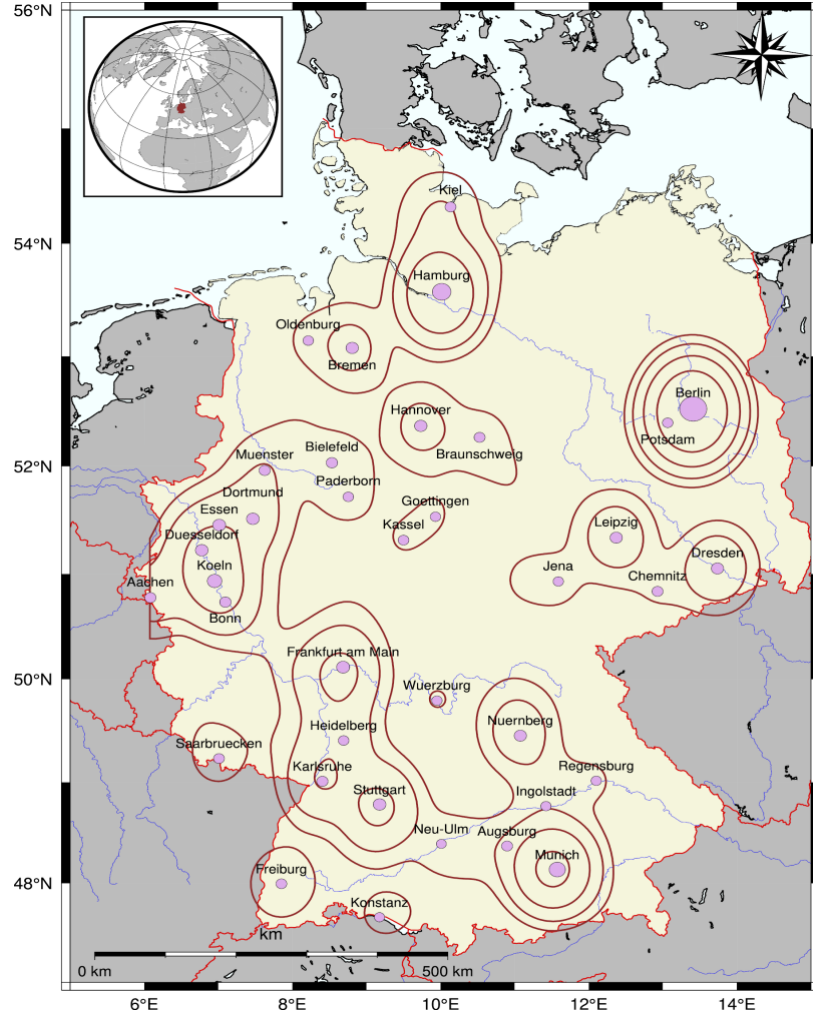 56°N
Kiel
54°N
Hamburg
Oldenburg
Bremen
Berlin
Hannover
Potsdam
Braunschweig
52°N
Bielefeld
Muenster
Paderborn
Dortmund
Goettingen
Essen
Kassel
Leipzig
Duesseldorf
Dresden
Koeln
Jena
Chemnitz
Aachen
Bonn
50°N
Frankfurt am Main
Wuerzburg
Nuernberg
Heidelberg
Saarbruecken
Karlsruhe
Regensburg
Stuttgart
Ingolstadt
Neu-Ulm
Augsburg
Munich
48°N
Freiburg
Konstanz
km
0 km
500 km
6°E
8°E
10°E
12°E
14°E